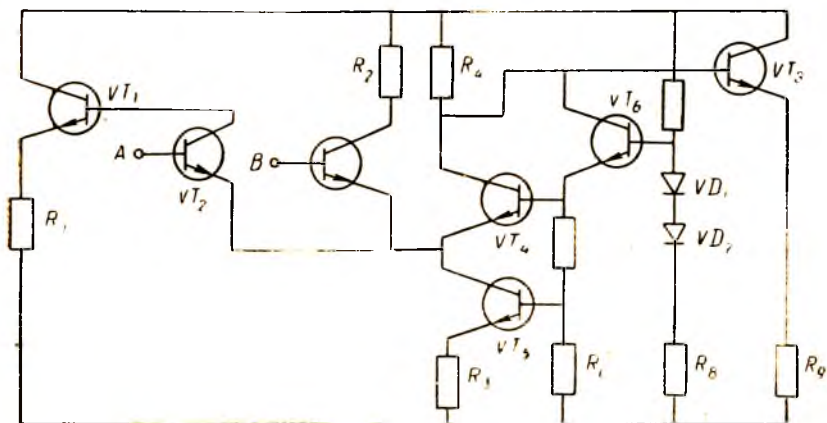 R₂
R₄
VT₁
VT₆
VT₃
A
VT₂
B
VD₁
R₁
VT₄
VD₂
VT₅
R₃
R₈
R₉